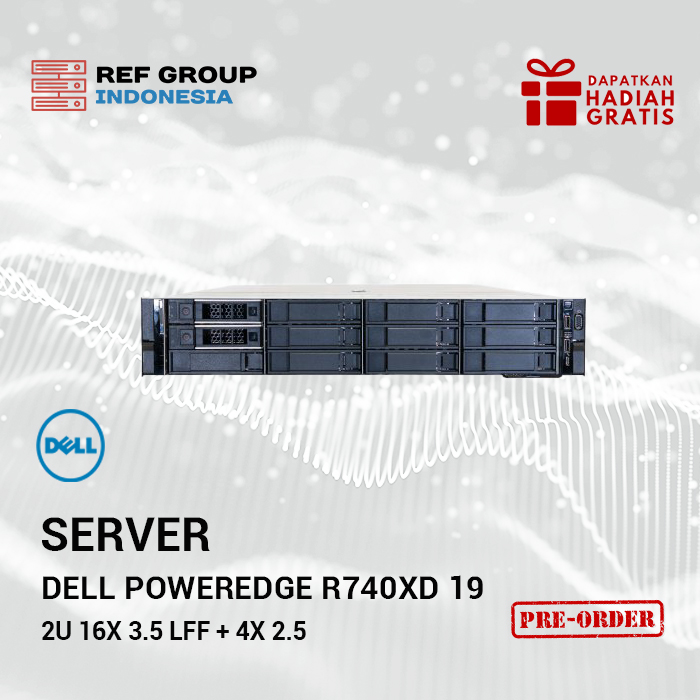 REF GROUP
INDONESIA
DAPATKAN
HADIAH
GRATIS
DELL
SERVER
DELL POWEREDGE R740XD 19
2U 16X 3.5 LFF + 4X 2.5
PRE-ORDER